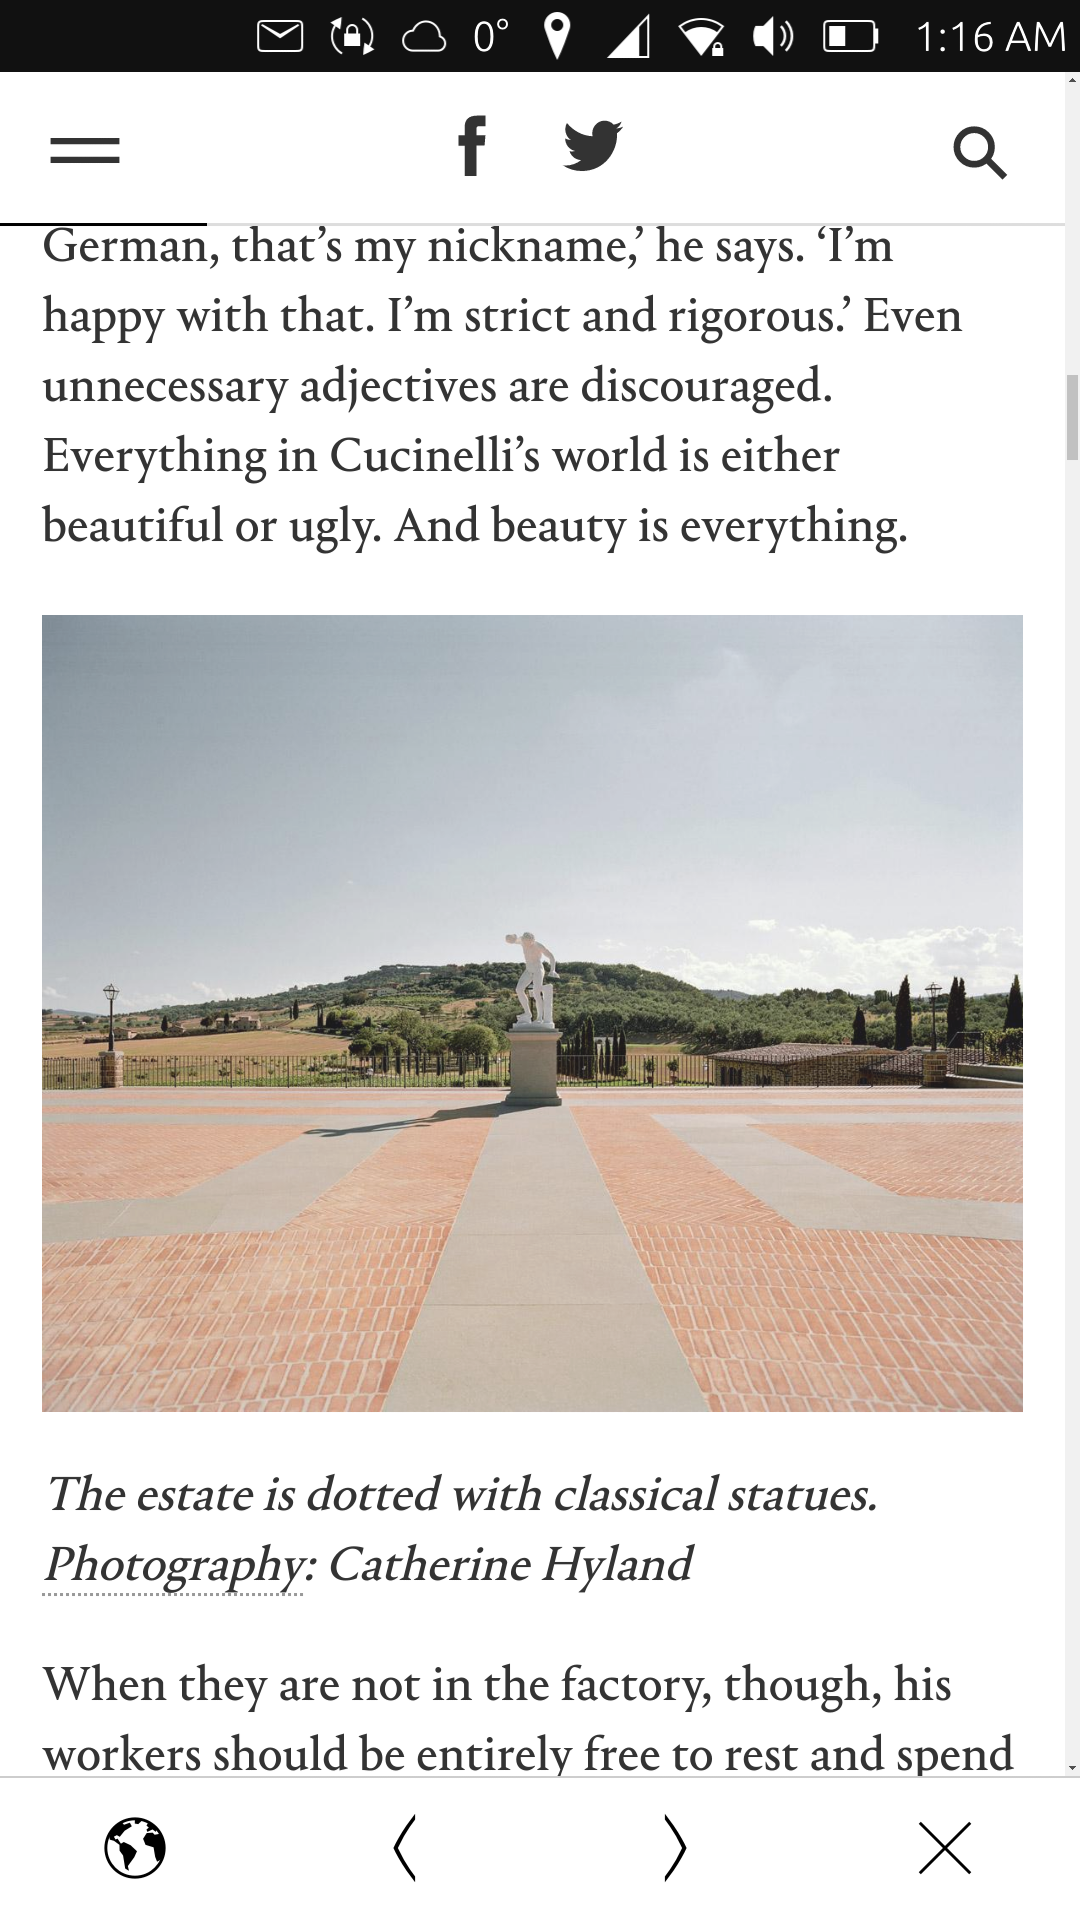 0° 1:16 AM
German, that’s my nickname,’ he says. ‘I’m
happy with that. I’m strict and rigorous.’ Even
unnecessary adjectives are discouraged.
Everything in Cucinelli’s world is either
beautiful or ugly. And beauty is everything.
The estate is dotted with classical statues.
Photography: Catherine Hyland
When they are not in the factory, though, his
workers should be entirely free to rest and spend